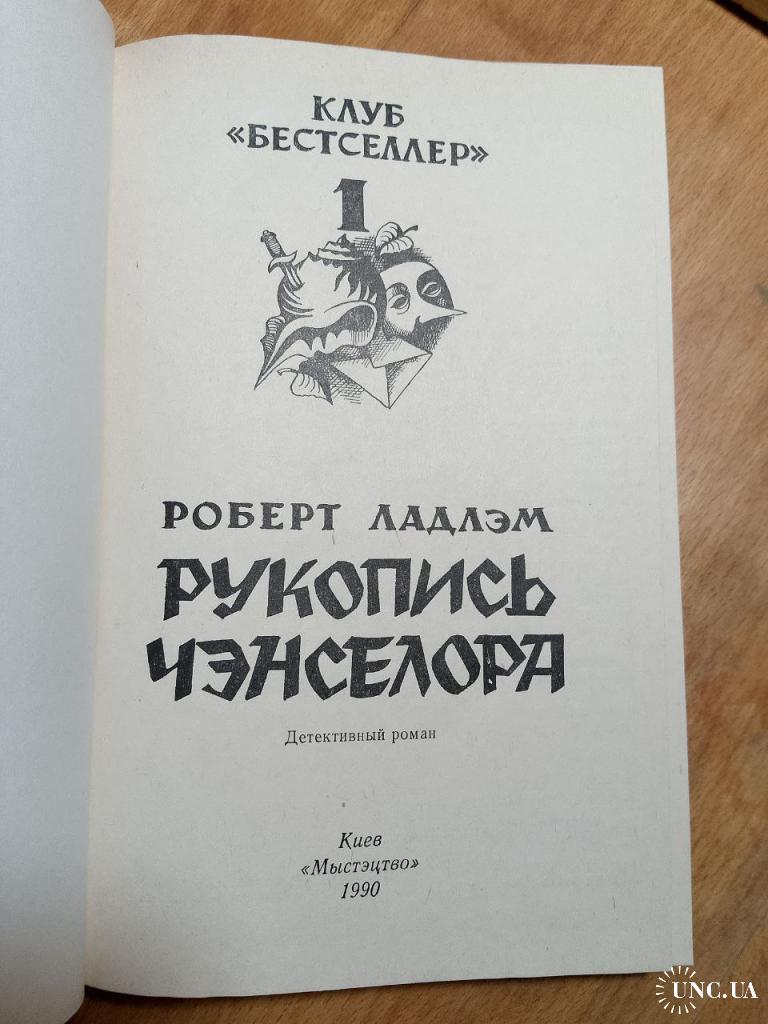 КЛУБ
«БЕСТСЕЛЛЕР»
1
РОБЕРТ ЛАДЛЭМ
РУКОПИСЬ
ЧЭНСЕЛОРА
Детективный роман
Киев
«Мыстэцтво»
1990
UNC.UA